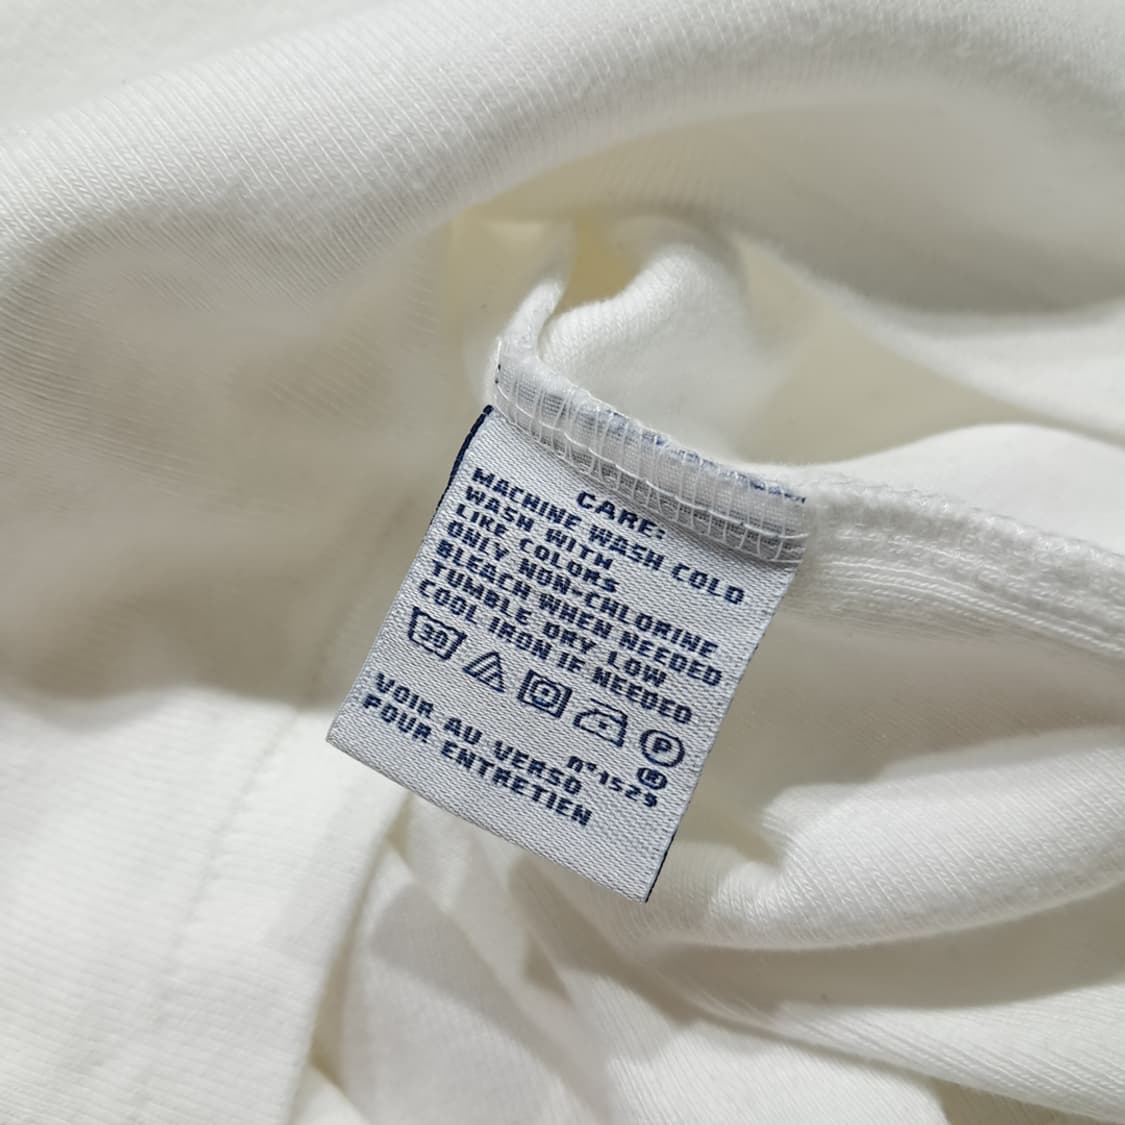 CARE:
MACHINE WASH COLD
WASH WITH
LIKE COLORS
ONLY NON-CHLORINE
BLEACH WHEN NEEDED
TUMBLE DRY LOW
COOL IRON IF NEEDED
30
P
®
n°1529
VOIR AU VERSO
POUR ENTRETIEN